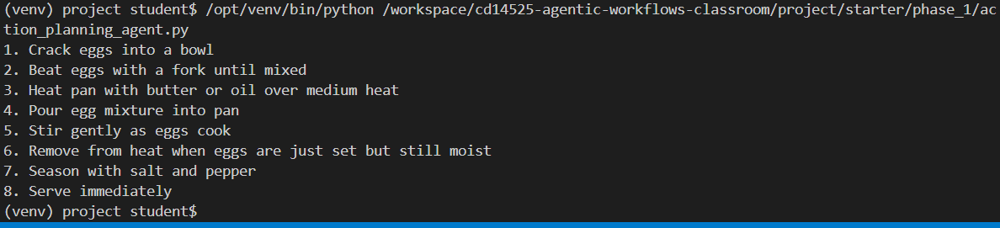 (venv) project student$ /opt/venv/bin/python /workspace/cd14525-agentic-workflows-classroom/project/starter/phase_1/ac
tion_planning_agent.py
1. Crack eggs into a bowl
2. Beat eggs with a fork until mixed
3. Heat pan with butter or oil over medium heat
4. Pour egg mixture into pan
5. Stir gently as eggs cook
6. Remove from heat when eggs are just set but still moist
7. Season with salt and pepper
8. Serve immediately
(venv) project student$